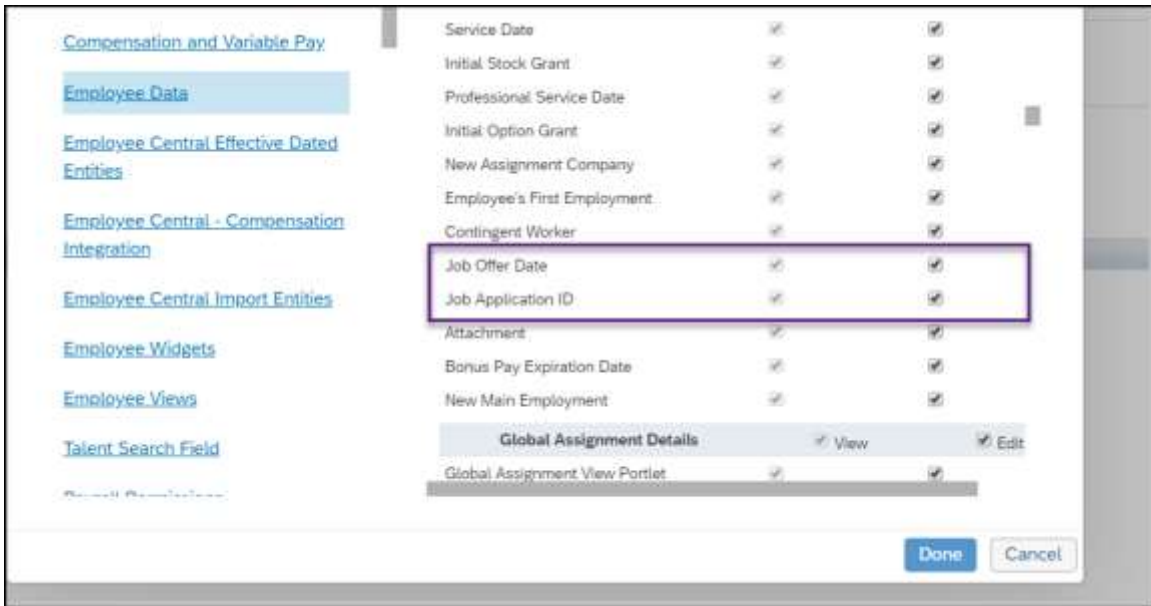 Compensation and Variable Pay
Employee Data
Employee Central Effective Dated
Entities
Employee Central - Compensation
Integration
Employee Central Import Entities
Employee Widgets
Employee Views
Talent Search Field
Service Date
Initial Stock Grant
Professional Service Date
Initial Option Grant
New Assignment Company
Employee's First Employment
Contingent Worker
Job Offer Date
Job Application ID
Attachment
Bonus Pay Expiration Date
New Main Employment
Global Assignment Details View Edit
Global Assignment View Portlet
Done Cancel